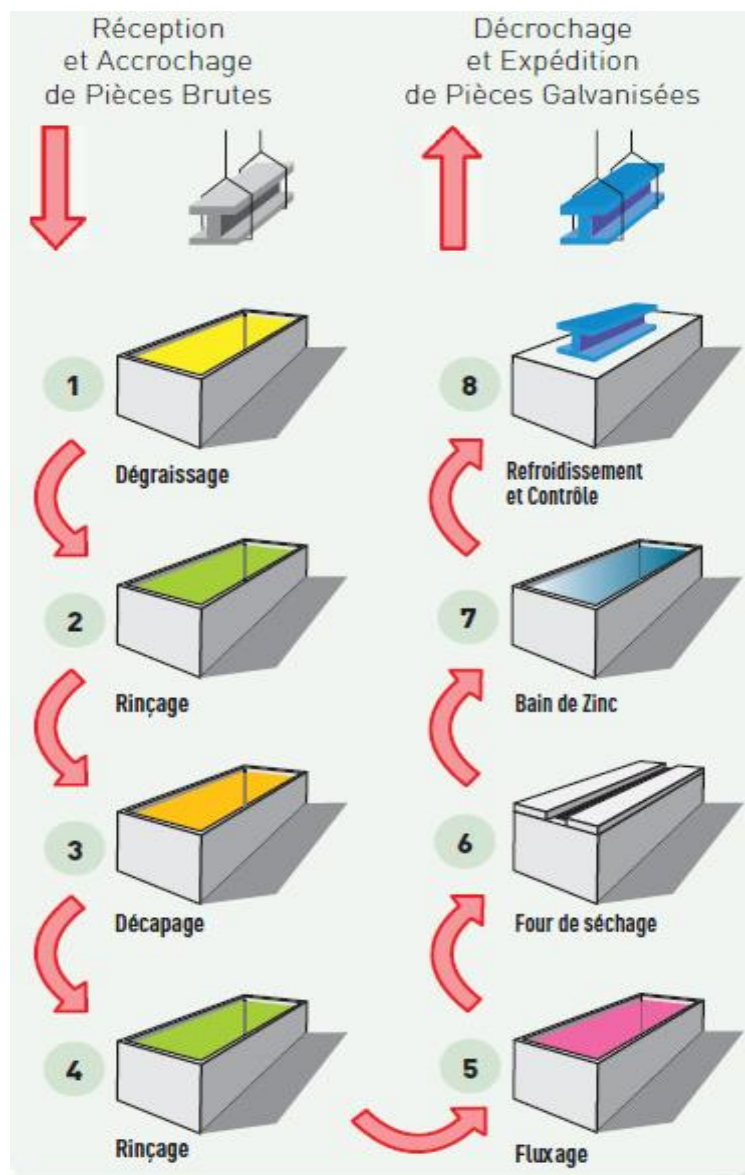 Réception
et Accrochage
de Pièces Brutes
1
Dégraissage
2
Rinçage
3
Décapage
4
Rinçage
5
Fluxage
6
Four de séchage
7
Bain de Zinc
8
Refroidissement
et Contrôle
Décrochage
et Expédition
de Pièces Galvanisées